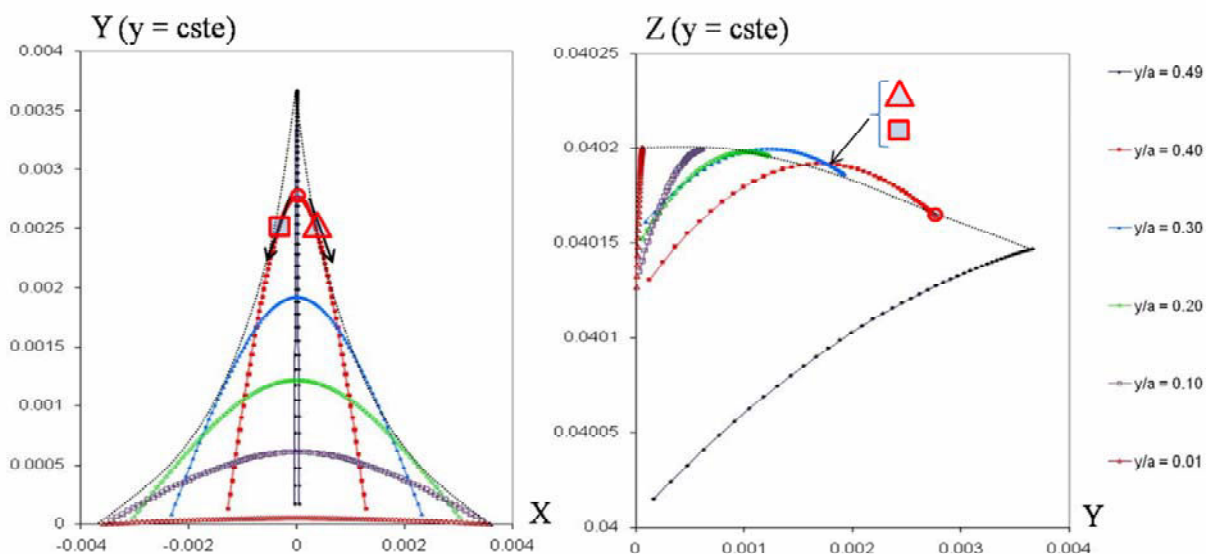 Y (y = cste)
0.004
0.0035
0.003
0.0025
0.002
0.0015
0.001
0.0005
0
-0.004
-0.002
0
0.002
0.004
X
Z (y = cste)
0.04025
0.0402
0.04015
0.0401
0.04005
0.04
0
0.001
0.002
0.003
0.004
Y
y/a = 0.49
y/a = 0.40
y/a = 0.30
y/a = 0.20
y/a = 0.10
y/a = 0.01